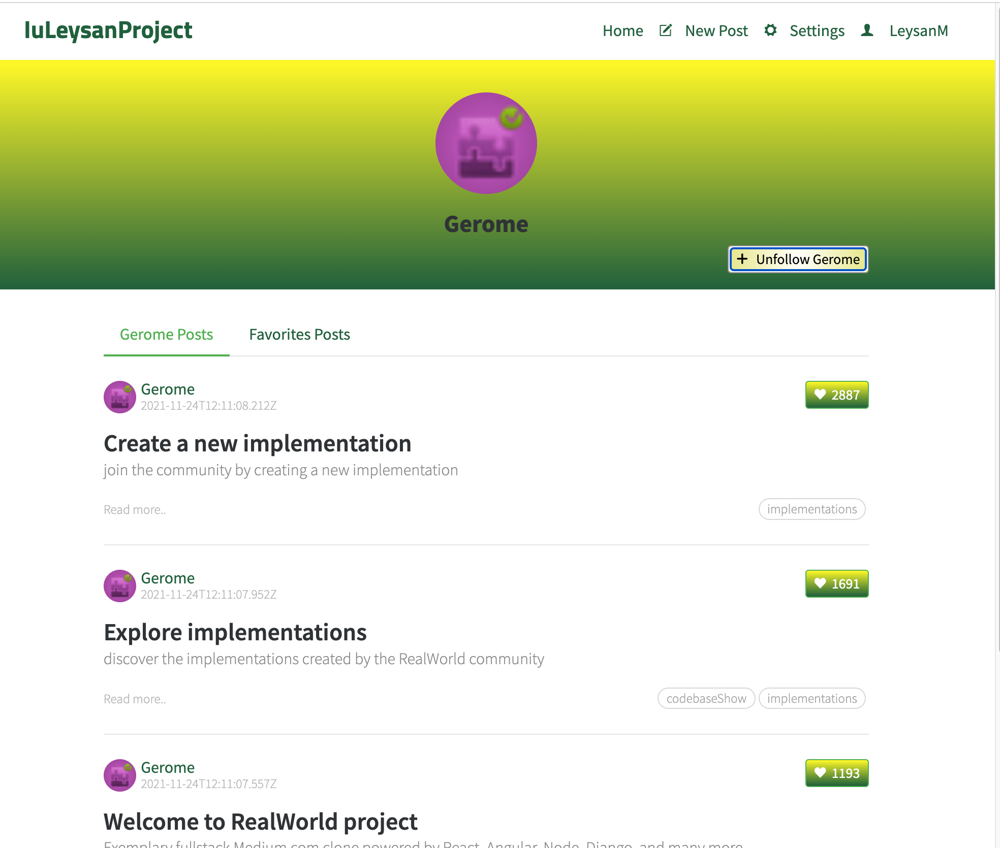 IuLeysanProject
Home New Post Settings LeysanM
Gerome
+ Unfollow Gerome
Gerome Posts Favorites Posts
Gerome
2021-11-24T12:11:08.212Z
2887
Create a new implementation
join the community by creating a new implementation
Read more..
implementations
Gerome
2021-11-24T12:11:07.952Z
1691
Explore implementations
discover the implementations created by the RealWorld community
Read more..
codebaseShow implementations
Gerome
2021-11-24T12:11:07.557Z
1193
Welcome to RealWorld project
Exemplary fullstack Medium.com clone powered by React, Angular, Node, Django, and many more